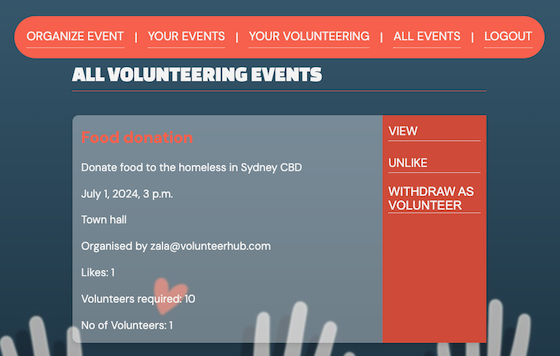 ORGANIZE EVENT | YOUR EVENTS | YOUR VOLUNTEERING | ALL EVENTS | LOGOUT
ALL VOLUNTEERING EVENTS
Food donation
Donate food to the homeless in Sydney CBD
July 1, 2024, 3 p.m.
Town hall
Organised by zala@volunteerhub.com
Likes: 1
Volunteers required: 10
No of Volunteers: 1
VIEW
UNLIKE
WITHDRAW AS
VOLUNTEER